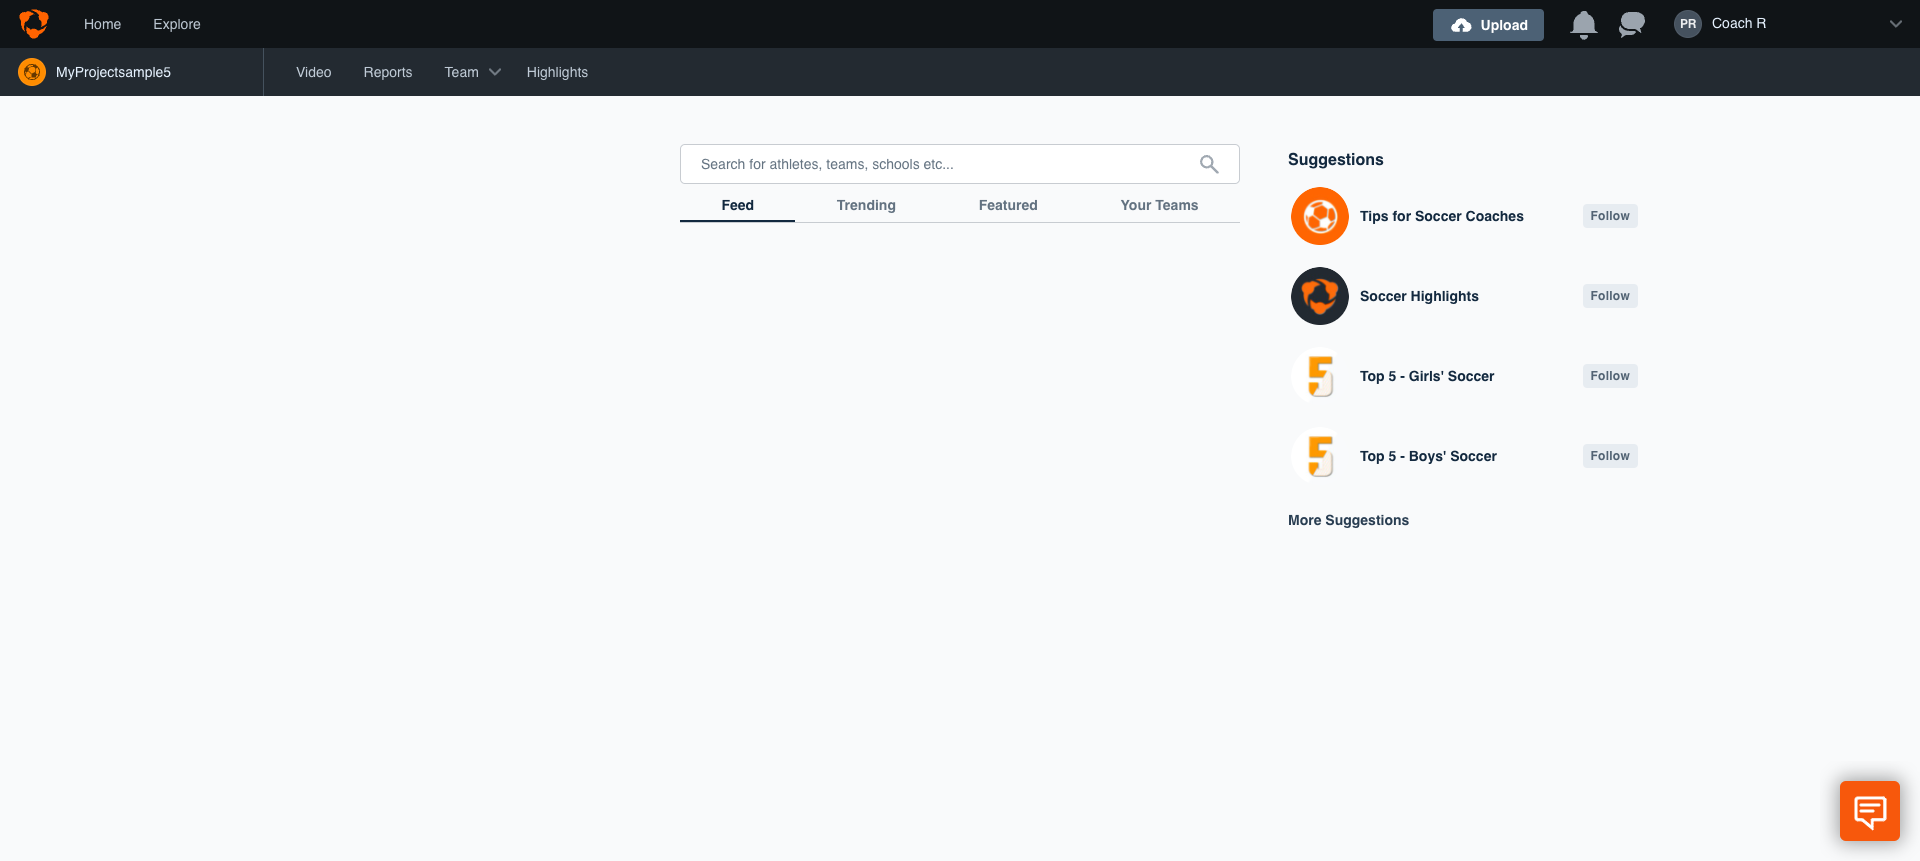 Home Explore Upload PR Coach R
MyProjectsample5 Video Reports Team Highlights
Search for athletes, teams, schools etc...
Feed Trending Featured Your Teams
Suggestions
Tips for Soccer Coaches Follow
Soccer Highlights Follow
5 Top 5 - Girls' Soccer Follow
5 Top 5 - Boys' Soccer Follow
More Suggestions